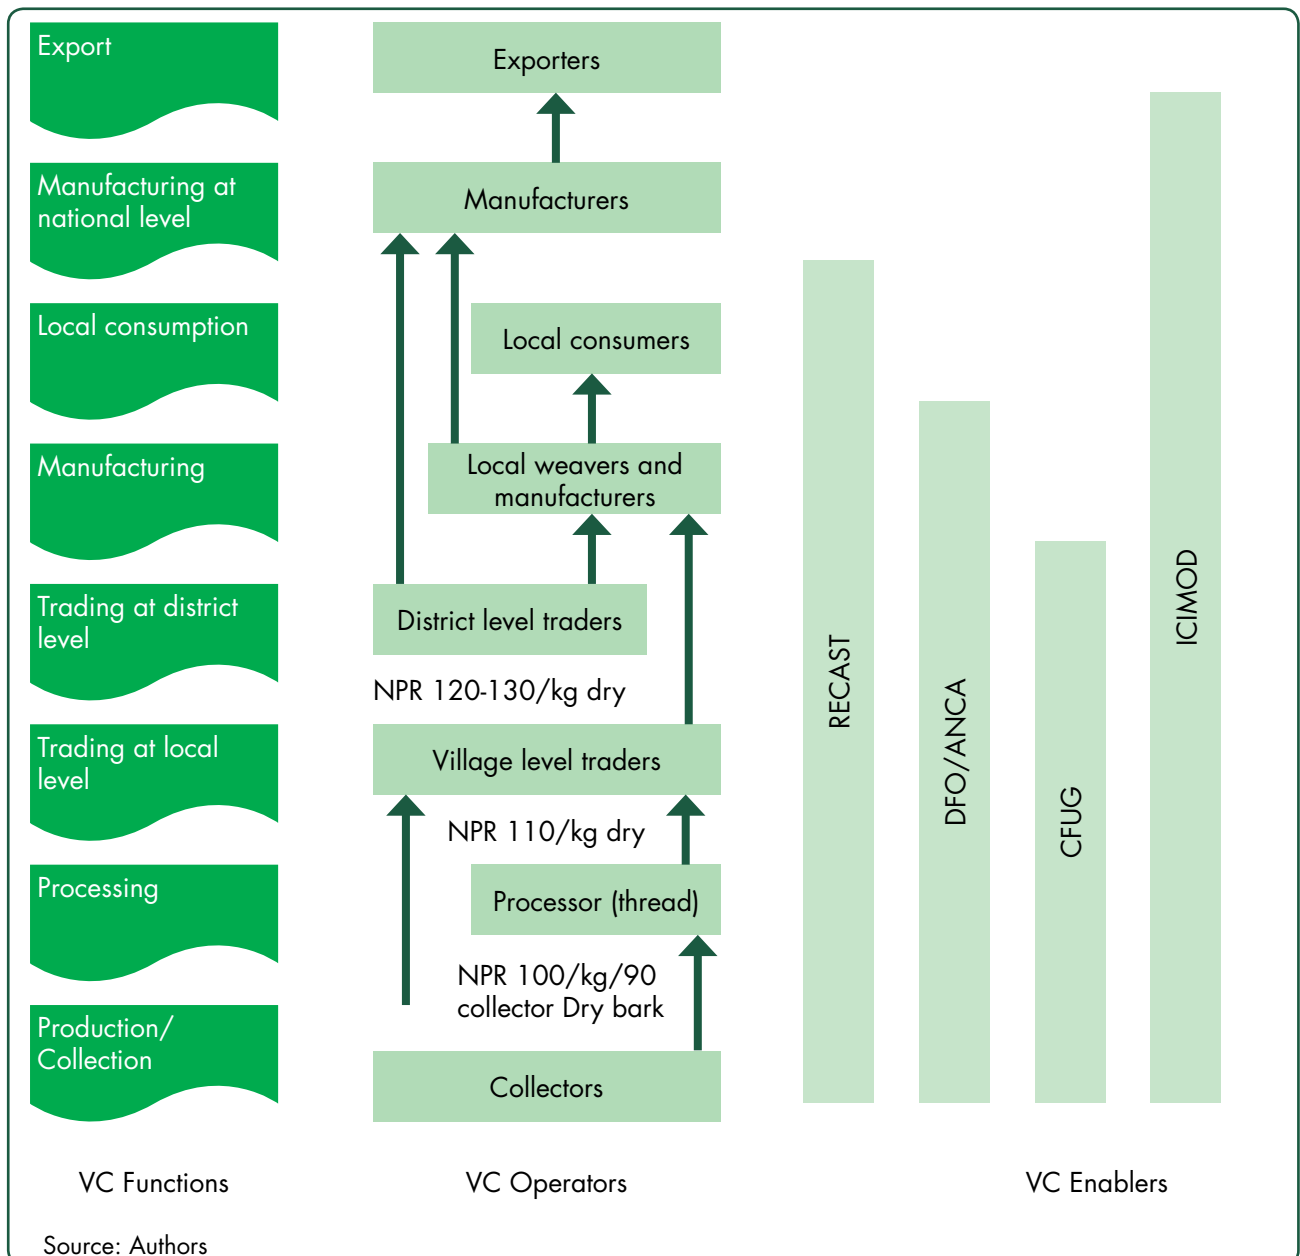 Export
Exporters
Manufacturing at
national level
Manufacturers
Local consumption
Local consumers
Manufacturing
Local weavers and
manufacturers
Trading at district
level
District level traders
NPR 120-130/kg dry
Trading at local
level
Village level traders
NPR 110/kg dry
Processing
Processor (thread)
NPR 100/kg/90
collector Dry bark
Production/
Collection
Collectors
RECAST
DFO/ANCA
CFUG
ICIMOD
VC Functions
VC Operators
VC Enablers
Source: Authors